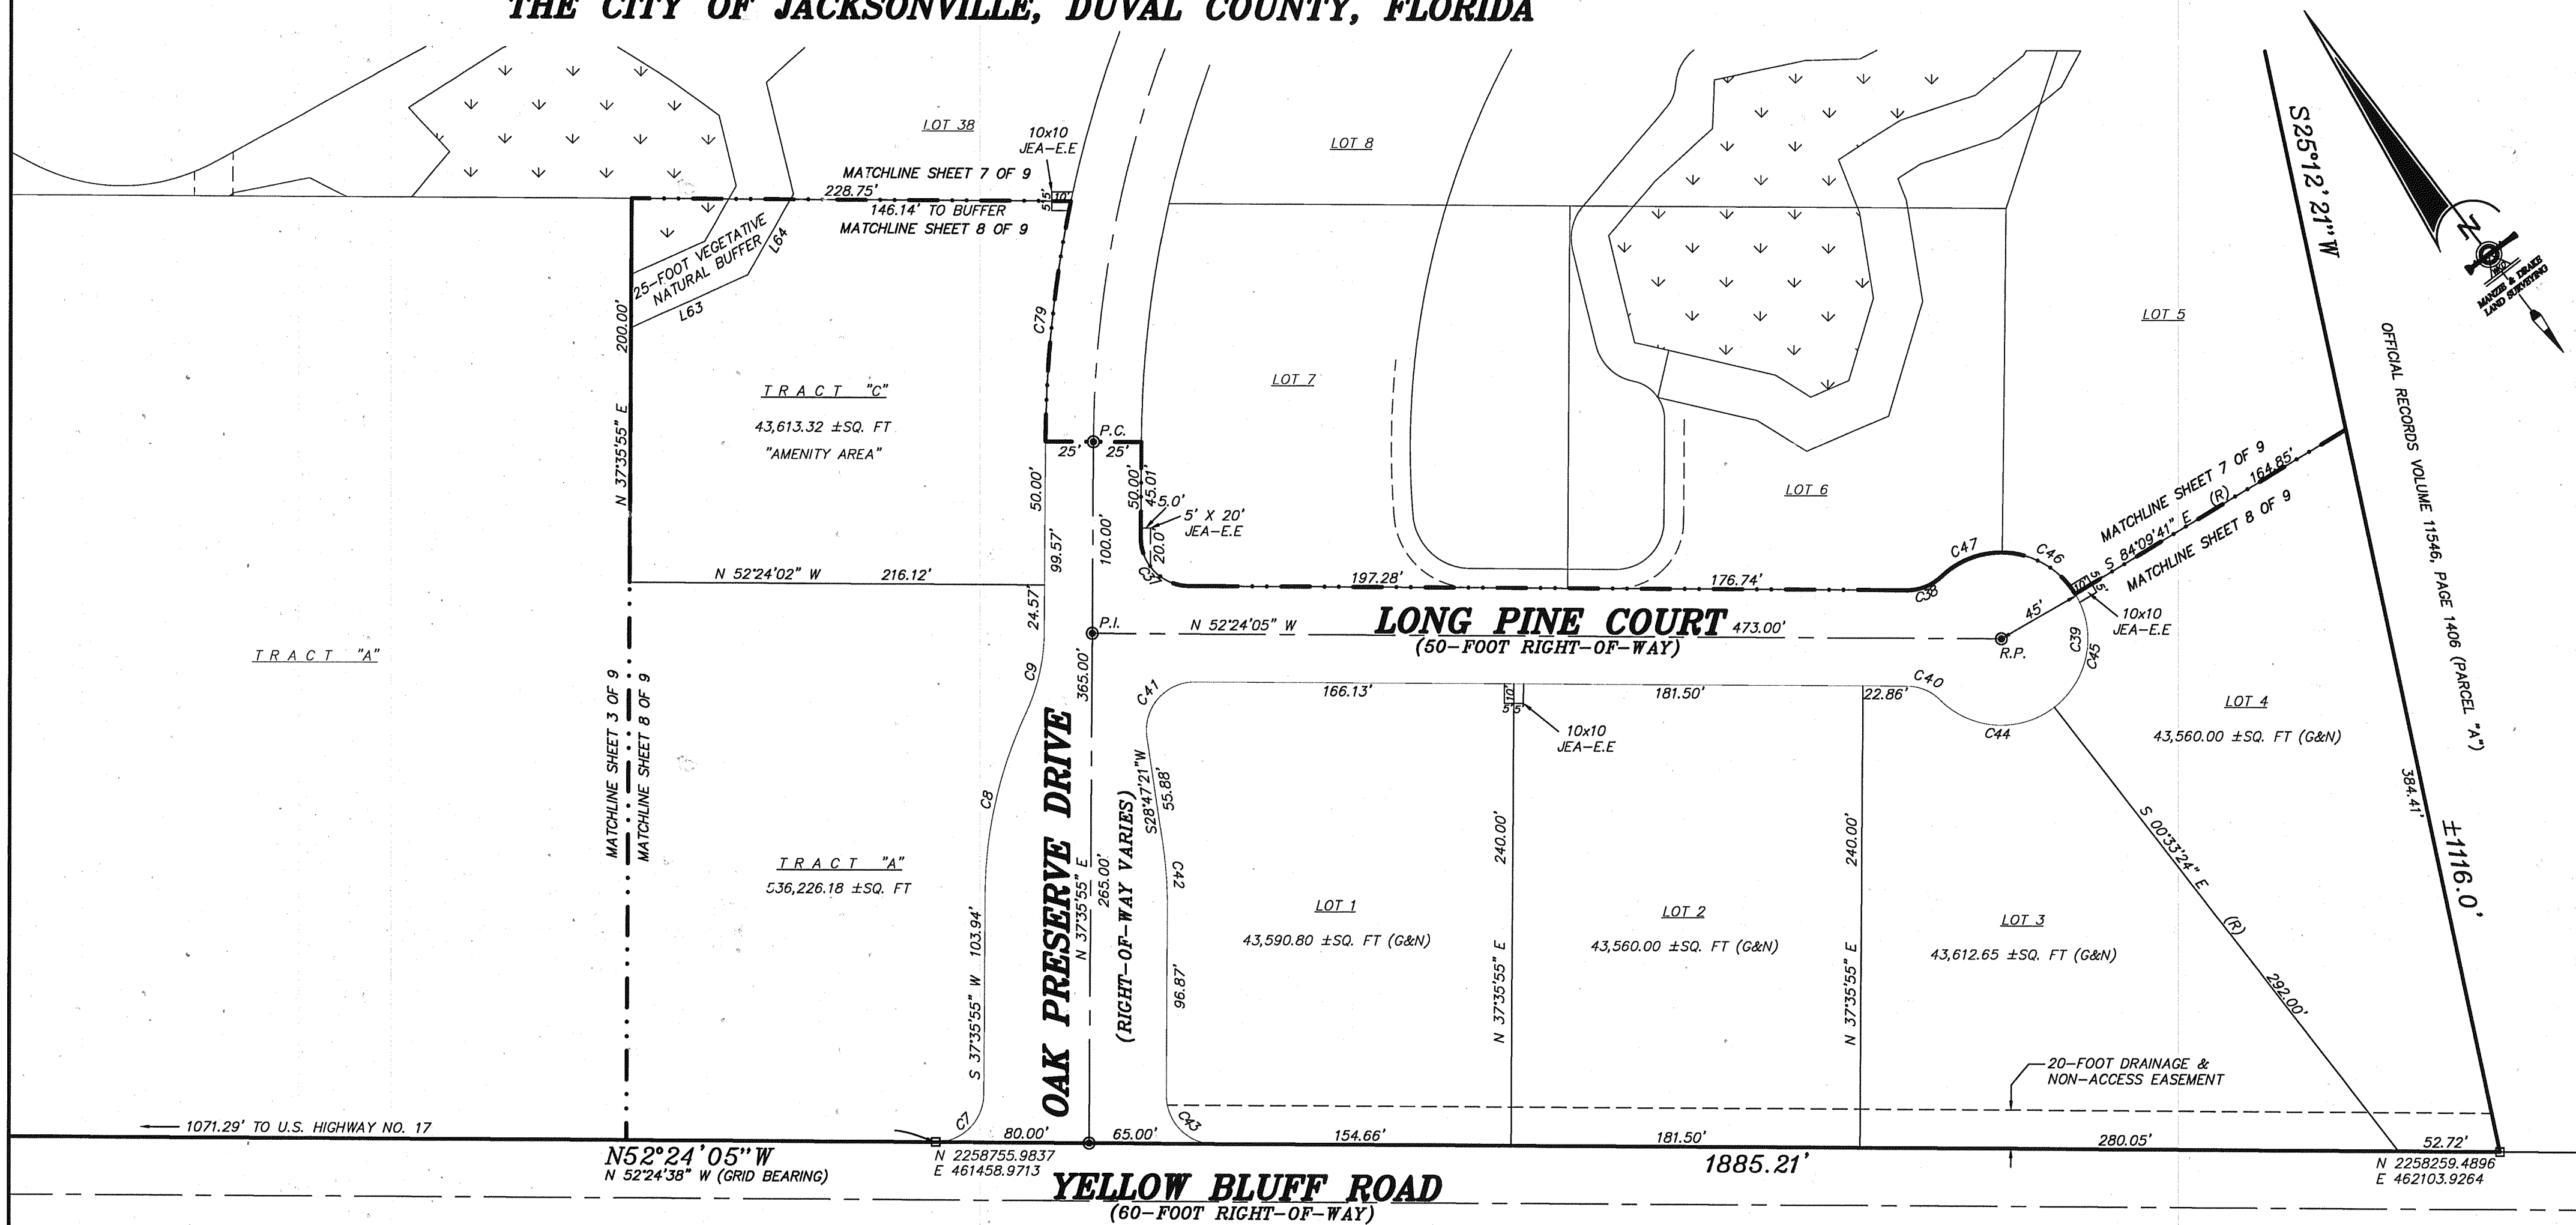 THE CITY OF JACKSONVILLE, DUVAL COUNTY, FLORIDA
LOT 38
10x10
JEA-E.E
MATCHLINE SHEET 7 OF 9
228.75'
5'5'
10'
146.14' TO BUFFER
MATCHLINE SHEET 8 OF 9
25-FOOT VEGETATIVE
NATURAL BUFFER
L64
L63
200.00'
N 37°35'55" E
TRACT "C"
43,613.32 ±SQ. FT
"AMENITY AREA"
C79
LOT 8
LOT 7
LOT 6
LOT 5
S25°12'21"W
N
MANZIE & DRAKE
LAND SURVEYING
OFFICIAL RECORDS VOLUME 11546, PAGE 1406 (PARCEL "A")
P.C.
25'
25'
50.00'
99.57'
100.00'
50.00'
45.01'
5.0'
5' X 20'
JEA-E.E
20.0'
C37
197.28'
176.74'
C38
C47
C46
MATCHLINE SHEET 7 OF 9
S 84°09'41" E
(R)
164.85'
MATCHLINE SHEET 8 OF 9
10'
5'
5'
10x10
JEA-E.E
45'
R.P.
C39
C45
N 52°24'02" W
216.12'
24.57'
P.I.
N 52°24'05" W
LONG PINE COURT
473.00'
(50-FOOT RIGHT-OF-WAY)
TRACT "A"
MATCHLINE SHEET 3 OF 9
MATCHLINE SHEET 8 OF 9
C9
365.00'
C41
166.13'
10'
5'5'
10x10
JEA-E.E
181.50'
22.86'
C40
C44
LOT 4
43,560.00 ±SQ. FT (G&N)
C8
OAK PRESERVE DRIVE
(RIGHT-OF-WAY VARIES)
S28°47'21"W
55.88'
C42
TRACT "A"
536,226.18 ±SQ. FT
N 37°35'55" E
265.00'
S 37°35'55" W 103.94'
96.87'
LOT 1
43,590.80 ±SQ. FT (G&N)
240.00'
N 37°35'55" E
LOT 2
43,560.00 ±SQ. FT (G&N)
240.00'
N 37°35'55" E
LOT 3
43,612.65 ±SQ. FT (G&N)
S 00°33'24" E
(R)
292.00'
384.41'
±1116.0'
20-FOOT DRAINAGE &
NON-ACCESS EASEMENT
C7
C43
1071.29' TO U.S. HIGHWAY NO. 17
80.00'
65.00'
154.66'
181.50'
280.05'
52.72'
N52°24'05"W
N 52°24'38" W (GRID BEARING)
N 2258755.9837
E 461458.9713
1885.21'
N 2258259.4896
E 462103.9264
YELLOW BLUFF ROAD
(60-FOOT RIGHT-OF-WAY)